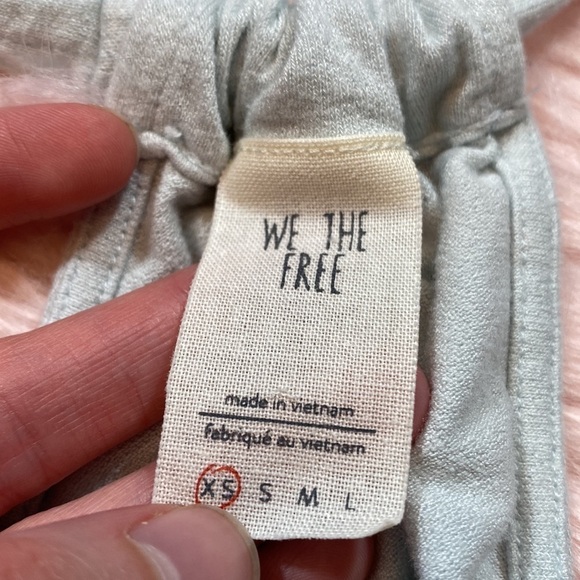 WE THE
FREE
made in vietnam
fabriqué au vietnam
XS S M L